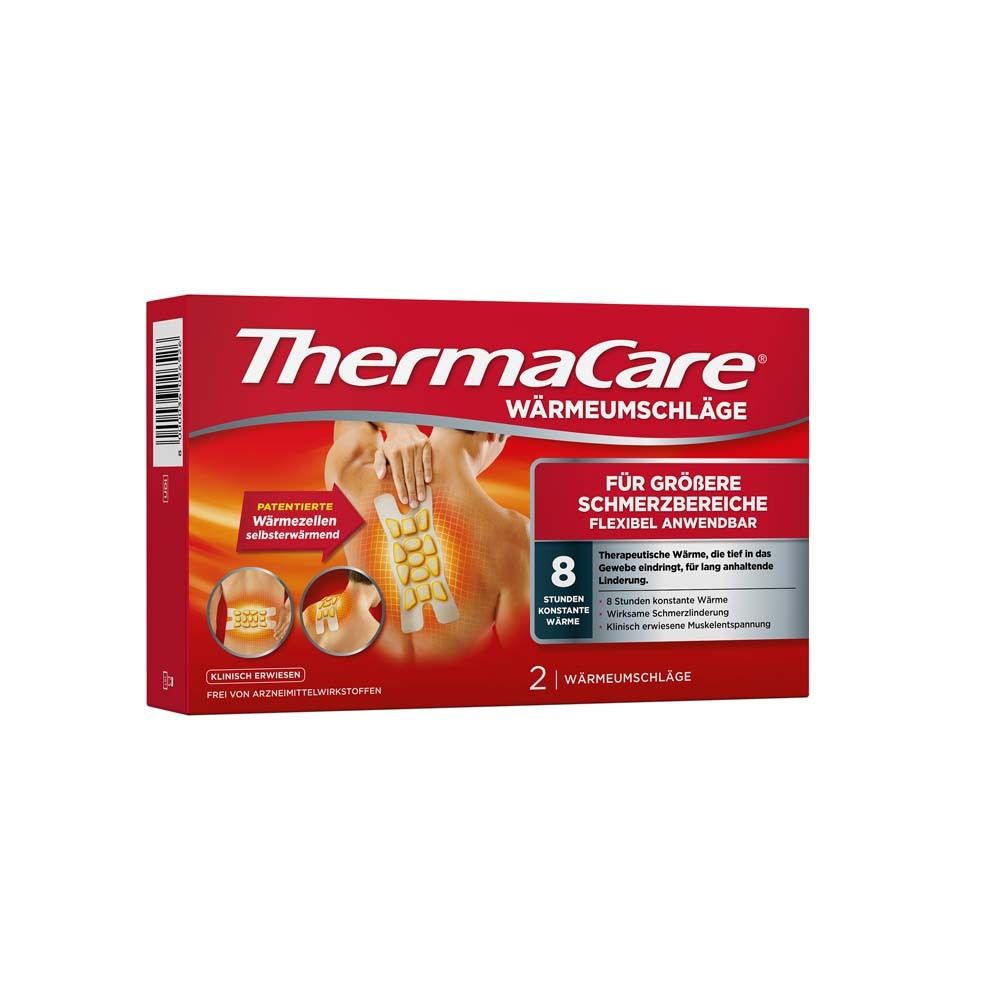 ThermaCare®
WÄRMEUMSCHLÄGE
FÜR GRÖßERE
SCHMERZBEREICHE
FLEXIBEL ANWENDBAR
PATENTIERTE
Wärmezellen
selbsterwärmend
8
STUNDEN
KONSTANTE
WÄRME
Therapeutische Wärme, die tief in das
Gewebe eindringt, für lang anhaltende
Linderung.
• 8 Stunden konstante Wärme
• Wirksame Schmerzlinderung
• Klinisch erwiesene Muskelentspannung
KLINISCH ERWIESEN
FREI VON ARZNEIMITTELWIRKSTOFFEN
2 | WÄRMEUMSCHLÄGE